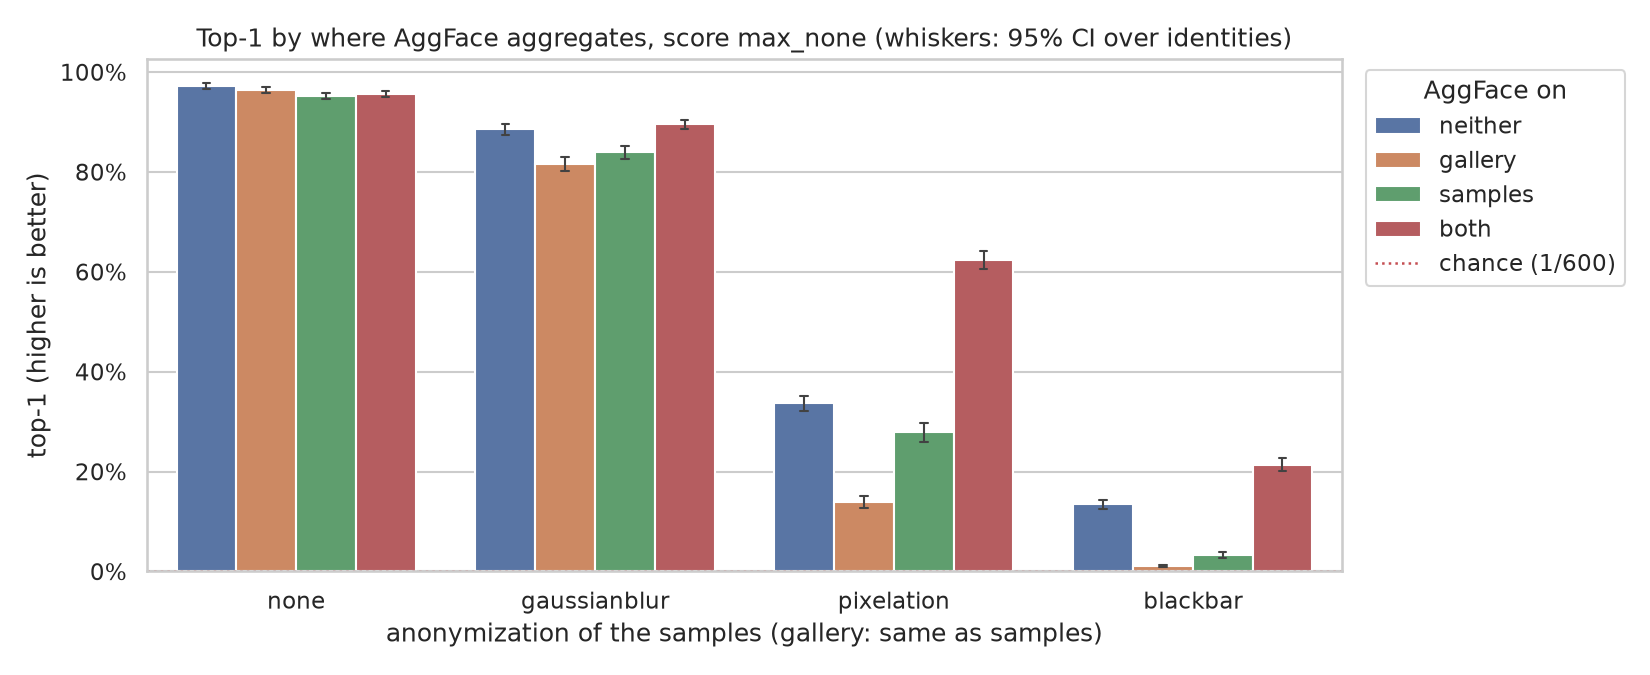 Top-1 by where AggFace aggregates, score max_none (whiskers: 95% CI over identities)
100%
80%
60%
40%
20%
0%
top-1 (higher is better)
none
gaussianblur
pixelation
blackbar
anonymization of the samples (gallery: same as samples)
AggFace on
neither
gallery
samples
both
chance (1/600)